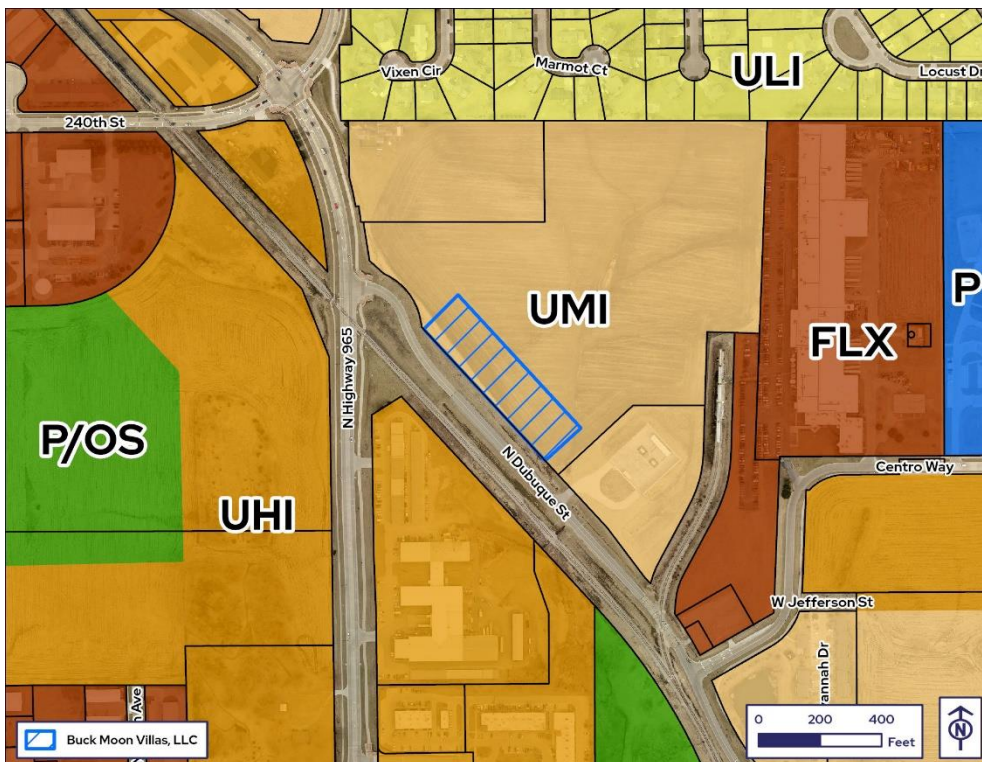 Vixen Cir
Marmot Ct
ULI
Locust Dr
240th St
UMI
P
FLX
N Highway 965
P/OS
N Dubuque St
Centro Way
UHI
W Jefferson St
annah Dr
Ave
Buck Moon Villas, LLC
0 200 400
Feet
N